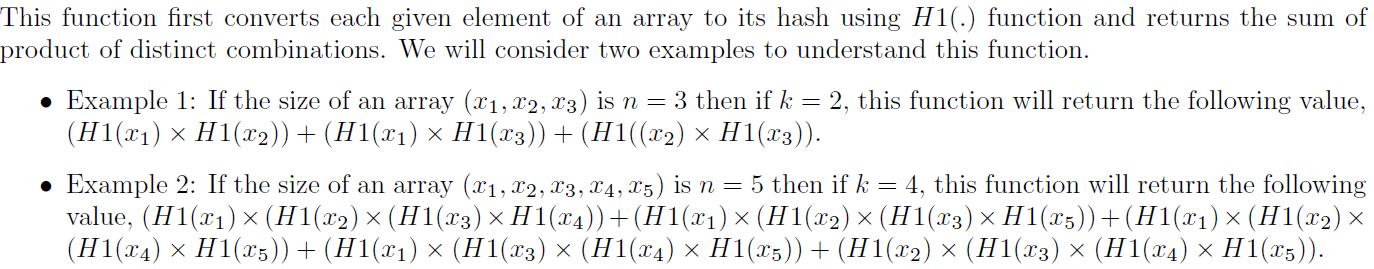 This function first converts each given element of an array to its hash using H1(.) function and returns the sum of
product of distinct combinations. We will consider two examples to understand this function.
• Example 1: If the size of an array (x₁, x₂, x₃) is n = 3 then if k = 2, this function will return the following value,
(H1(x₁) × H1(x₂)) + (H1(x₁) × H1(x₃)) + (H1((x₂) × H1(x₃)).
• Example 2: If the size of an array (x₁, x₂, x₃, x₄, x₅) is n = 5 then if k = 4, this function will return the following
value, (H1(x₁) × (H1(x₂) × (H1(x₃) × H1(x₄)) + (H1(x₁) × (H1(x₂) × (H1(x₃) × H1(x₅)) + (H1(x₁) × (H1(x₂) ×
(H1(x₄) × H1(x₅)) + (H1(x₁) × (H1(x₃) × (H1(x₄) × H1(x₅)) + (H1(x₂) × (H1(x₃) × (H1(x₄) × H1(x₅)).